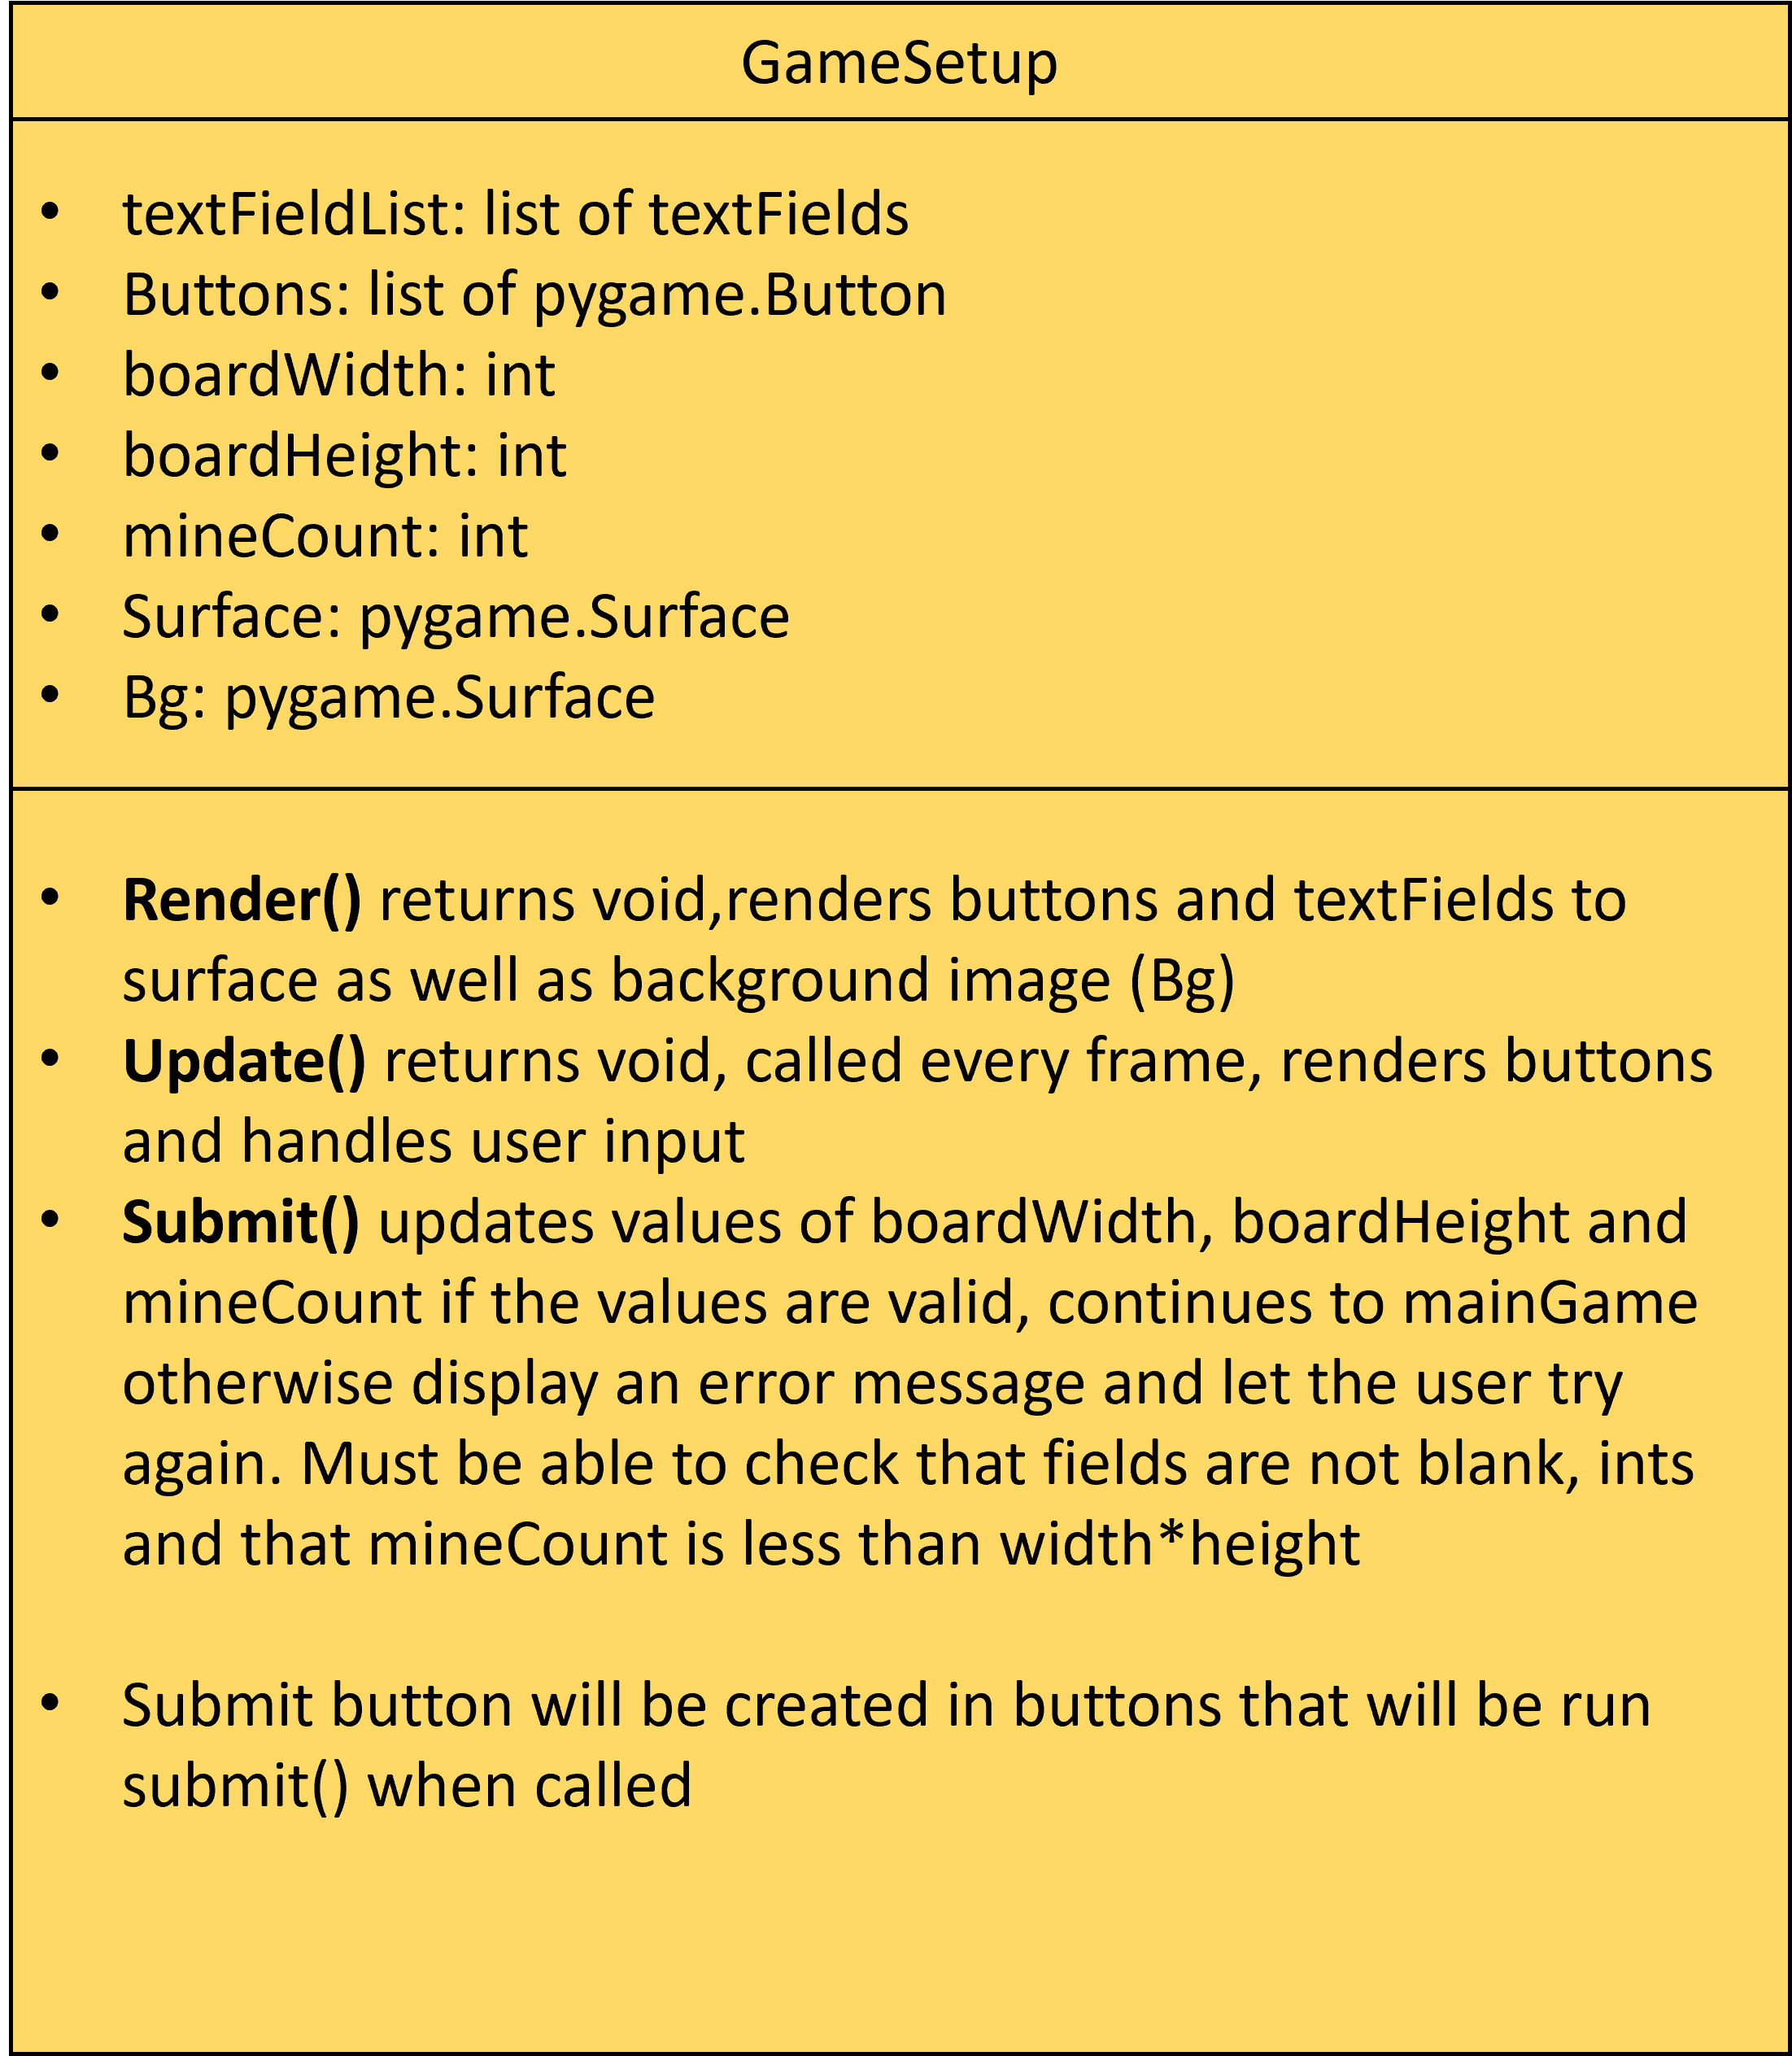 GameSetup
• textFieldList: list of textFields
• Buttons: list of pygame.Button
• boardWidth: int
• boardHeight: int
• mineCount: int
• Surface: pygame.Surface
• Bg: pygame.Surface
• Render() returns void,renders buttons and textFields to
surface as well as background image (Bg)
• Update() returns void, called every frame, renders buttons
and handles user input
• Submit() updates values of boardWidth, boardHeight and
mineCount if the values are valid, continues to mainGame
otherwise display an error message and let the user try
again. Must be able to check that fields are not blank, ints
and that mineCount is less than width*height
• Submit button will be created in buttons that will be run
submit() when called